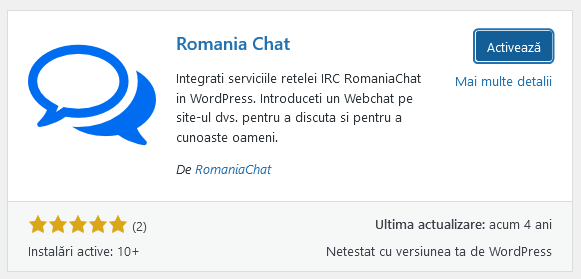 Romania Chat
Activează
Integrati serviciile retelei IRC RomaniaChat
Mai multe detalii
in WordPress. Introduceti un Webchat pe
site-ul dvs. pentru a discuta si pentru a
cunoaste oameni.
De RomaniaChat
(2)
Ultima actualizare: acum 4 ani
Instalări active: 10+
Netestat cu versiunea ta de WordPress